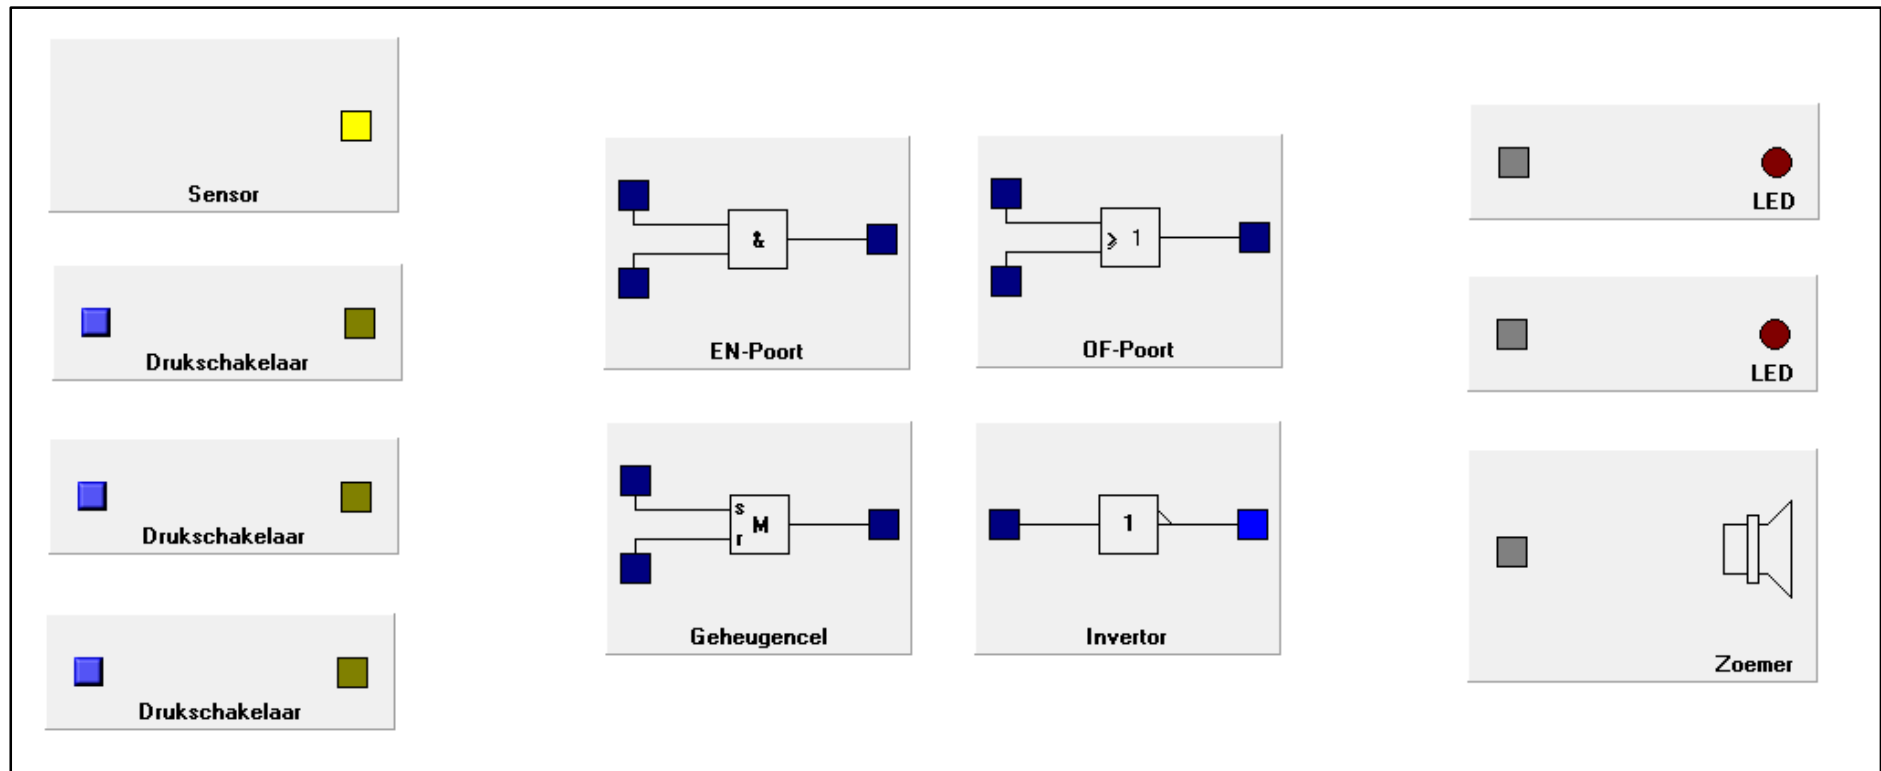 Sensor
Drukschakelaar
Drukschakelaar
Drukschakelaar
&
EN-Poort
≥ 1
OF-Poort
s
M
r
Geheugencel
1
Invertor
LED
LED
Zoemer